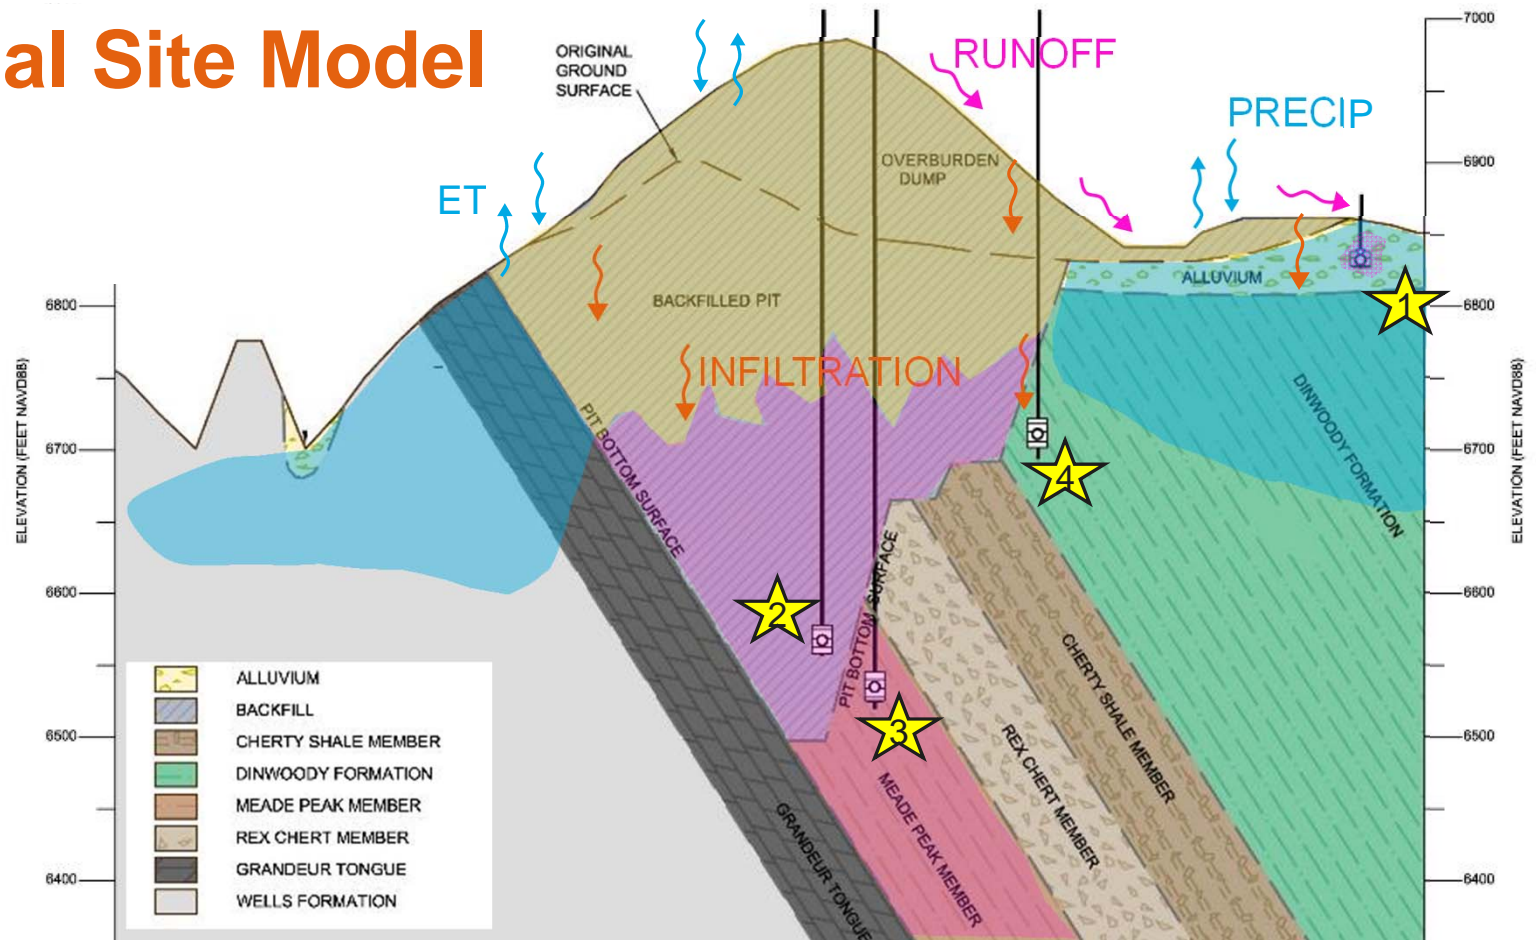 al Site Model
ORIGINAL
GROUND
SURFACE
RUNOFF
PRECIP
ET
OVERBURDEN
DUMP
BACKFILLED PIT
ALLUVIUM
INFILTRATION
PIT BOTTOM SURFACE
PIT BOTTOM SURFACE
DINWOODY FORMATION
CHERTY SHALE MEMBER
REX CHERT MEMBER
MEADE PEAK MEMBER
GRANDEUR TONGUE
1
2
3
4
ELEVATION (FEET NAVD88)
6800
6700
6600
6500
6400
ELEVATION (FEET NAVD88)
7000
6900
6800
6700
6600
6500
6400
ALLUVIUM
BACKFILL
CHERTY SHALE MEMBER
DINWOODY FORMATION
MEADE PEAK MEMBER
REX CHERT MEMBER
GRANDEUR TONGUE
WELLS FORMATION